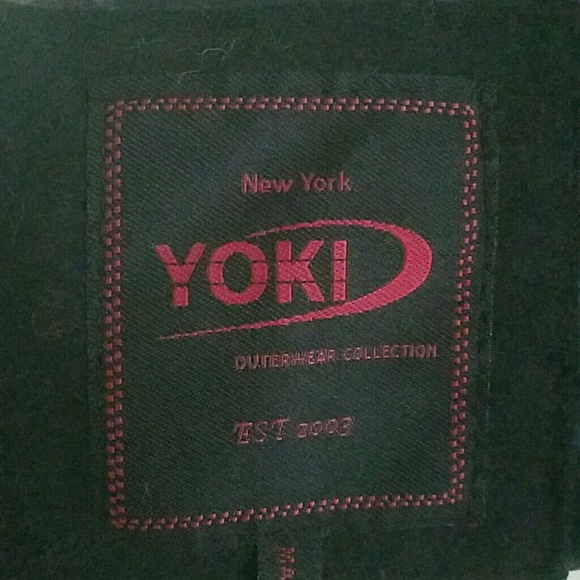 New York
YOKI
OUTERWEAR COLLECTION
EST 2003